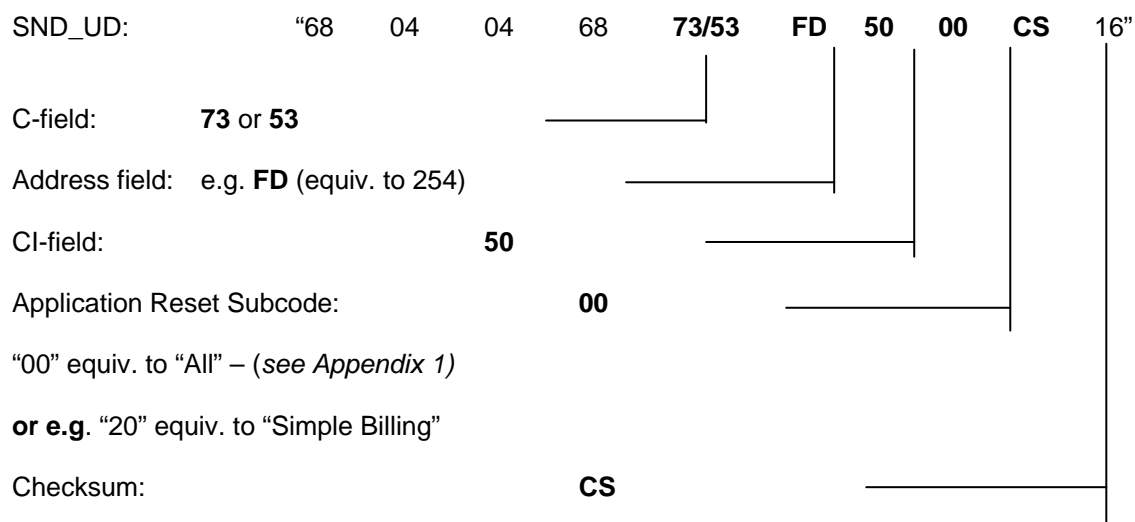 SND_UD: “68 04 04 68 73/53 FD 50 00 CS 16”
C-field: 73 or 53
Address field: e.g. FD (equiv. to 254)
CI-field: 50
Application Reset Subcode: 00
“00” equiv. to “All” – (see Appendix 1)
or e.g. “20” equiv. to “Simple Billing”
Checksum: CS